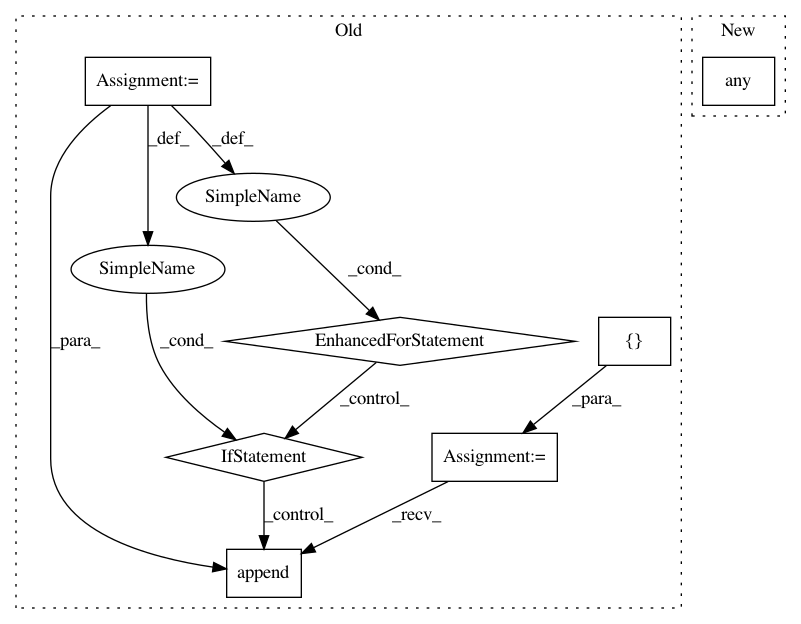 Old
New
Assignment:=
any
_def_
_def_
SimpleName
SimpleName
_cond_
_para_
_cond_
EnhancedForStatement
{}
_control_
_para_
IfStatement
Assignment:=
_control_
_recv_
append